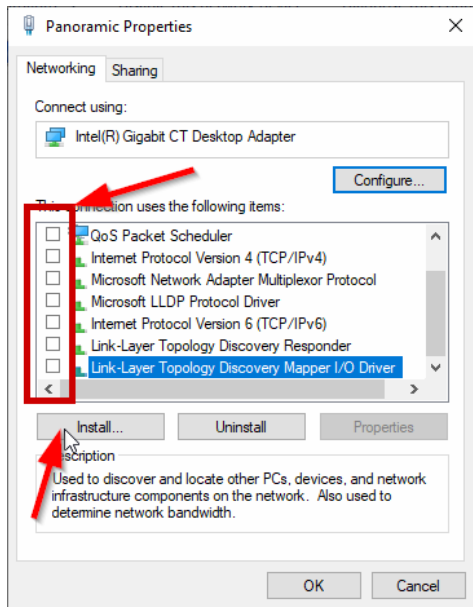 Panoramic Properties
Networking
Sharing
Connect using:
Intel(R) Gigabit CT Desktop Adapter
Configure...
This connection uses the following items:
QoS Packet Scheduler
Internet Protocol Version 4 (TCP/IPv4)
Microsoft Network Adapter Multiplexor Protocol
Microsoft LLDP Protocol Driver
Internet Protocol Version 6 (TCP/IPv6)
Link-Layer Topology Discovery Responder
Link-Layer Topology Discovery Mapper I/O Driver
Install...
Uninstall
Properties
Description
Used to discover and locate other PCs, devices, and network
infrastructure components on the network. Also used to
determine network bandwidth.
OK
Cancel